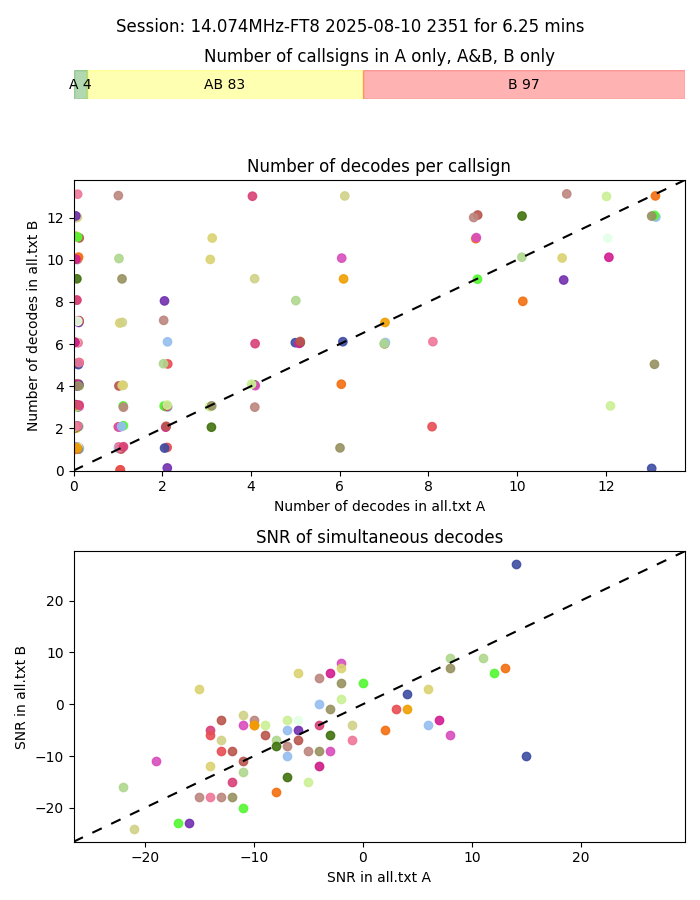 Session: 14.074MHz-FT8 2025-08-10 2351 for 6.25 mins
Number of callsigns in A only, A&B, B only
A 4 AB 83 B 97
Number of decodes per callsign
Number of decodes in all.txt B
12
10
8
6
4
2
0
0 2 4 6 8 10 12
Number of decodes in all.txt A
SNR of simultaneous decodes
SNR in all.txt B
20
10
0
−10
−20
−20 −10 0 10 20
SNR in all.txt A